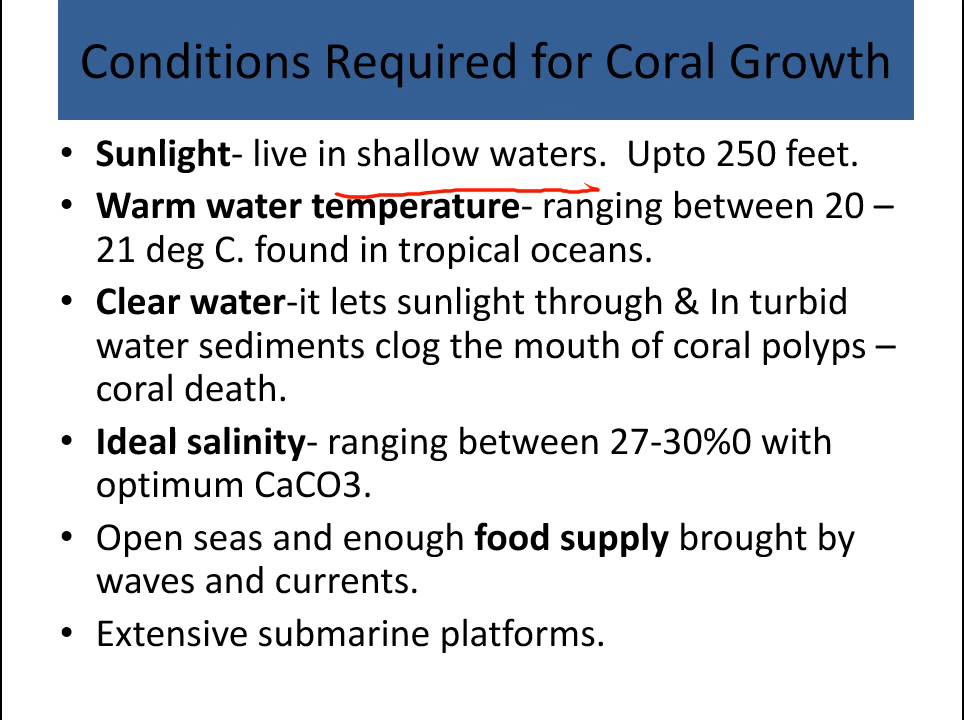 Conditions Required for Coral Growth
• Sunlight- live in shallow waters.  Upto 250 feet.
• Warm water temperature- ranging between 20 –
21 deg C. found in tropical oceans.
• Clear water-it lets sunlight through & In turbid
water sediments clog the mouth of coral polyps –
coral death.
• Ideal salinity- ranging between 27-30%0 with
optimum CaCO3.
• Open seas and enough food supply brought by
waves and currents.
• Extensive submarine platforms.